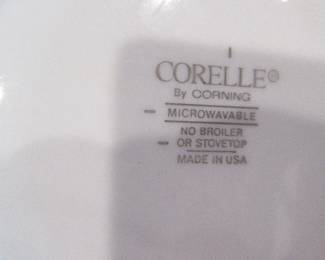 CORELLE®
By CORNING
MICROWAVABLE
NO BROILER
OR STOVETOP
MADE IN USA